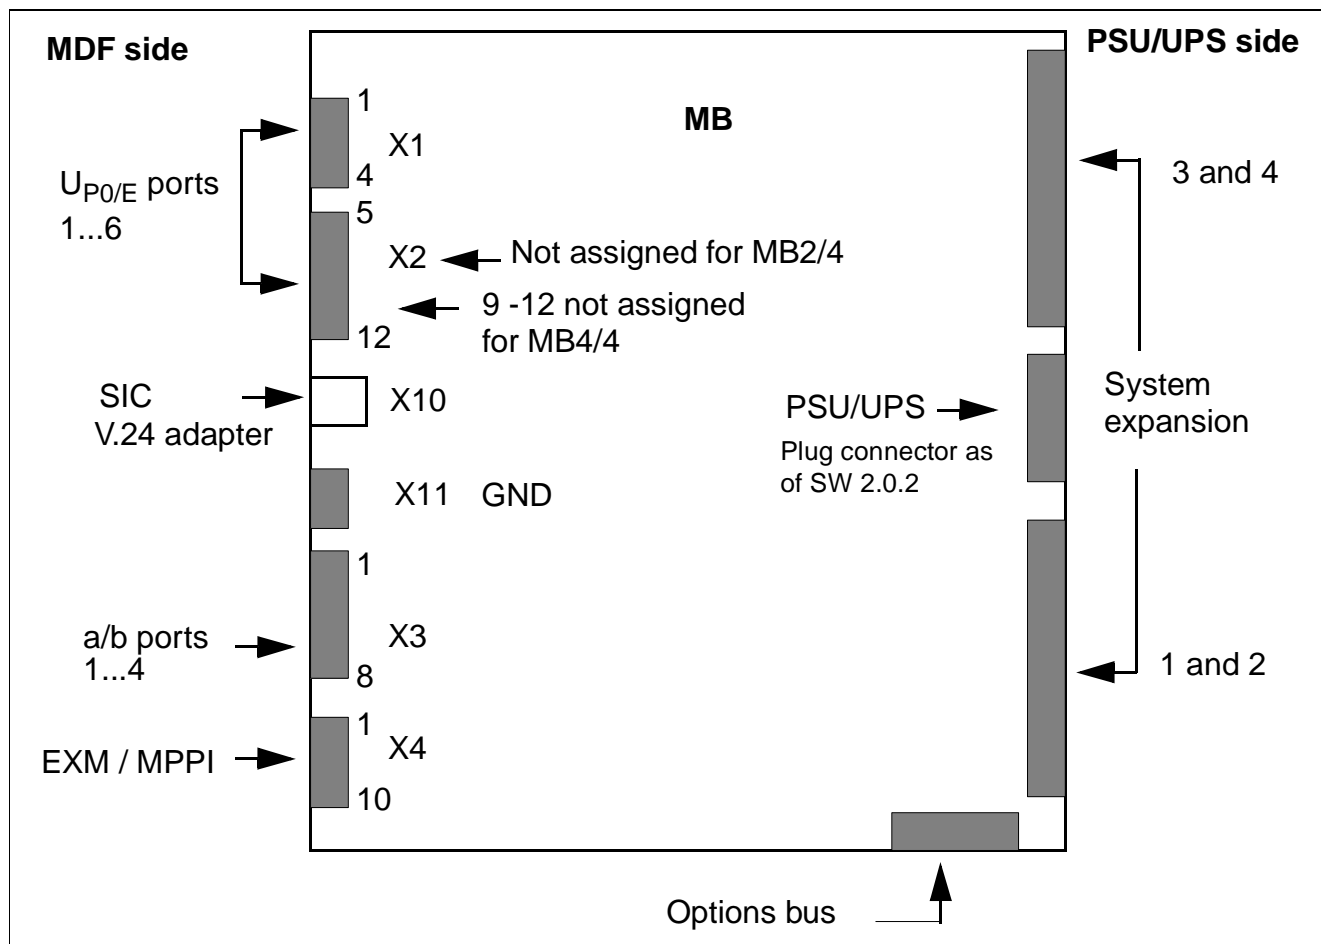 MDF side
PSU/UPS side
MB
1
X1
4
UP0/E ports
1...6
5
X2
Not assigned for MB2/4
9 -12 not assigned
for MB4/4
12
3 and 4
SIC
V.24 adapter
X10
PSU/UPS
Plug connector as
of SW 2.0.2
System
expansion
X11 GND
1
a/b ports
1...4
X3
8
1 and 2
1
EXM / MPPI
X4
10
Options bus